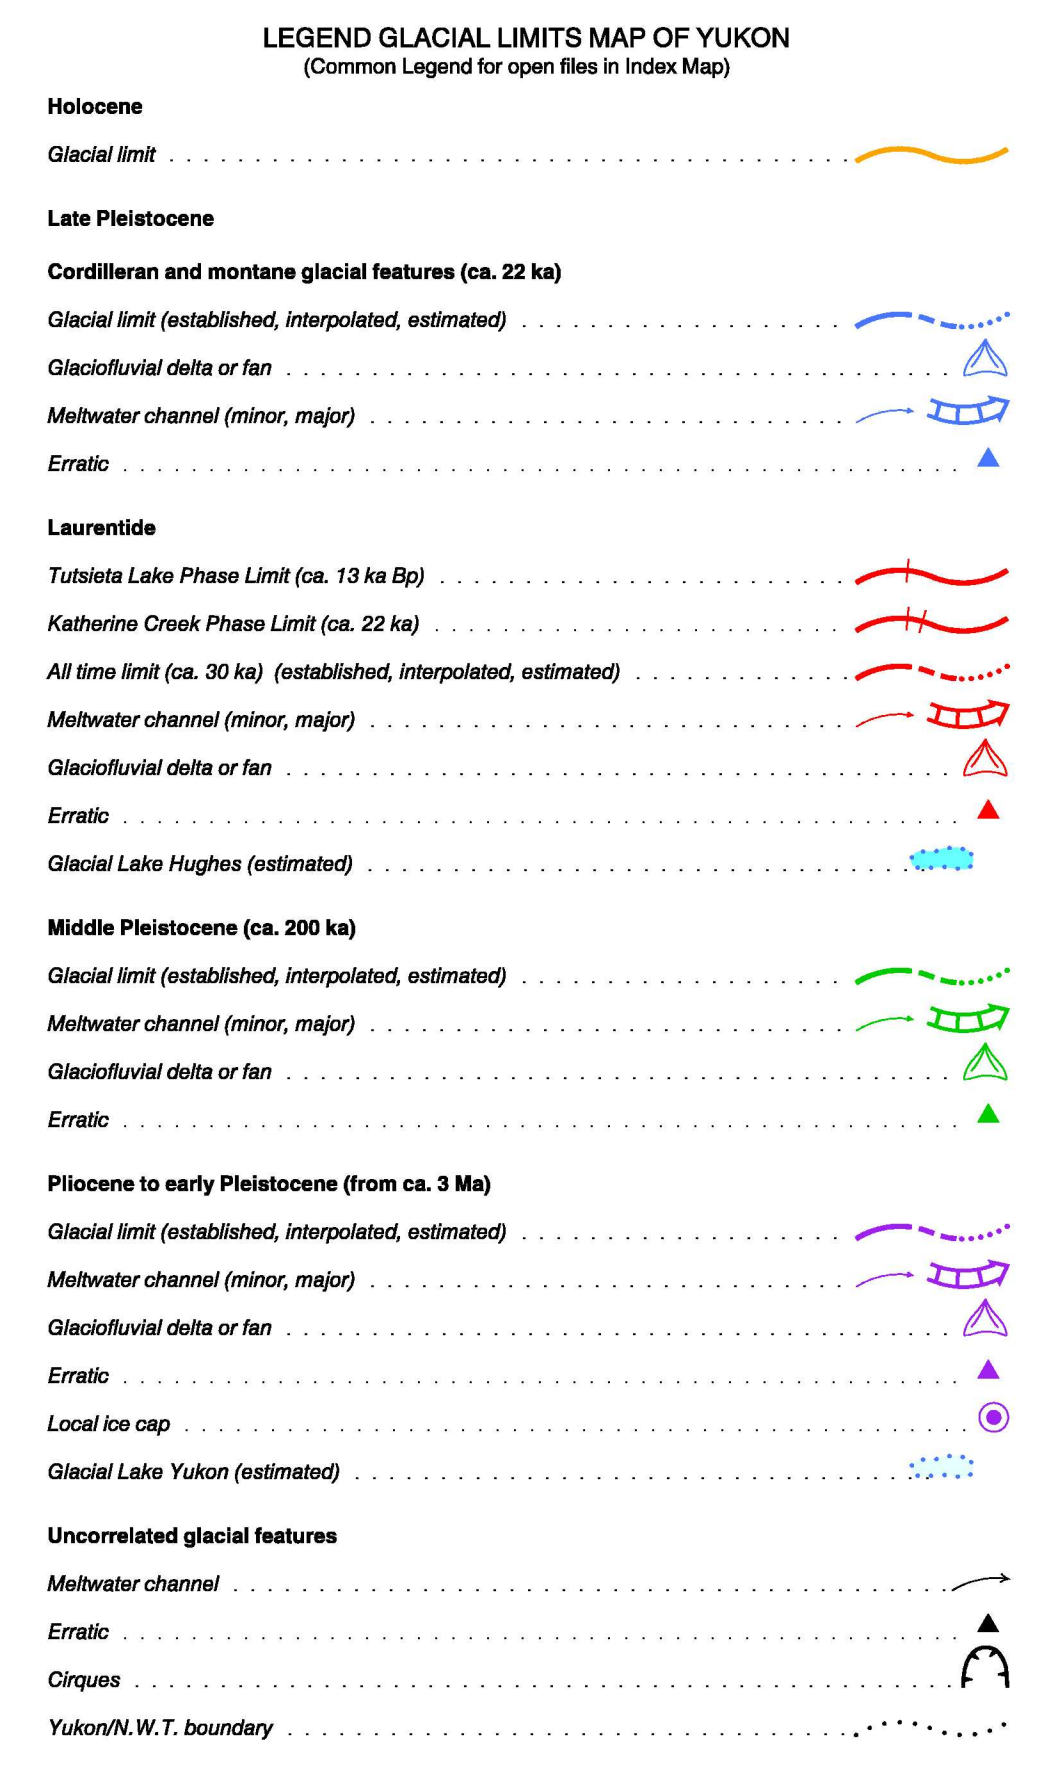 LEGEND GLACIAL LIMITS MAP OF YUKON
(Common Legend for open files in Index Map)
Holocene
Glacial limit
Late Pleistocene
Cordilleran and montane glacial features (ca. 22 ka)
Glacial limit (established, interpolated, estimated)
Glaciofluvial delta or fan
Meltwater channel (minor, major)
Erratic
Laurentide
Tutsieta Lake Phase Limit (ca. 13 ka Bp)
Katherine Creek Phase Limit (ca. 22 ka)
All time limit (ca. 30 ka) (established, interpolated, estimated)
Meltwater channel (minor, major)
Glaciofluvial delta or fan
Erratic
Glacial Lake Hughes (estimated)
Middle Pleistocene (ca. 200 ka)
Glacial limit (established, interpolated, estimated)
Meltwater channel (minor, major)
Glaciofluvial delta or fan
Erratic
Pliocene to early Pleistocene (from ca. 3 Ma)
Glacial limit (established, interpolated, estimated)
Meltwater channel (minor, major)
Glaciofluvial delta or fan
Erratic
Local ice cap
Glacial Lake Yukon (estimated)
Uncorrelated glacial features
Meltwater channel
Erratic
Cirques
Yukon/N.W.T. boundary